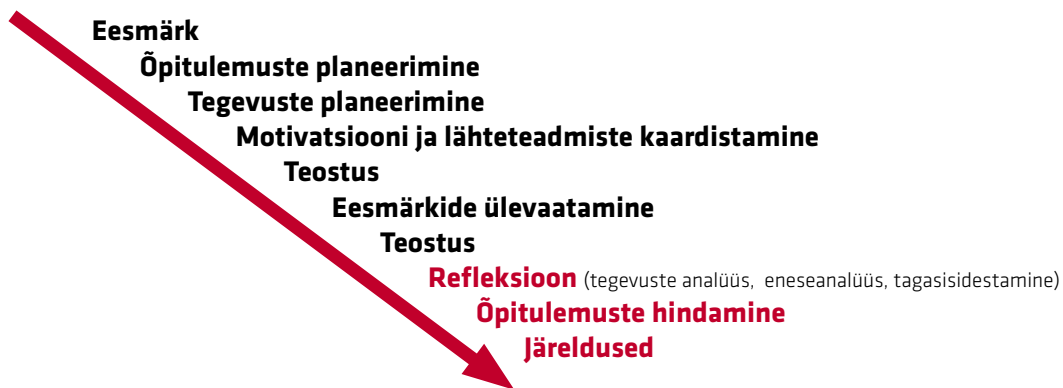 Eesmärk
Õpitulemuste planeerimine
Tegevuste planeerimine
Motivatsiooni ja lähteteadmiste kaardistamine
Teostus
Eesmärkide ülevaatamine
Teostus
Refleksioon (tegevuste analüüs, eneseanalüüs, tagasisidestamine)
Õpitulemuste hindamine
Järeldused